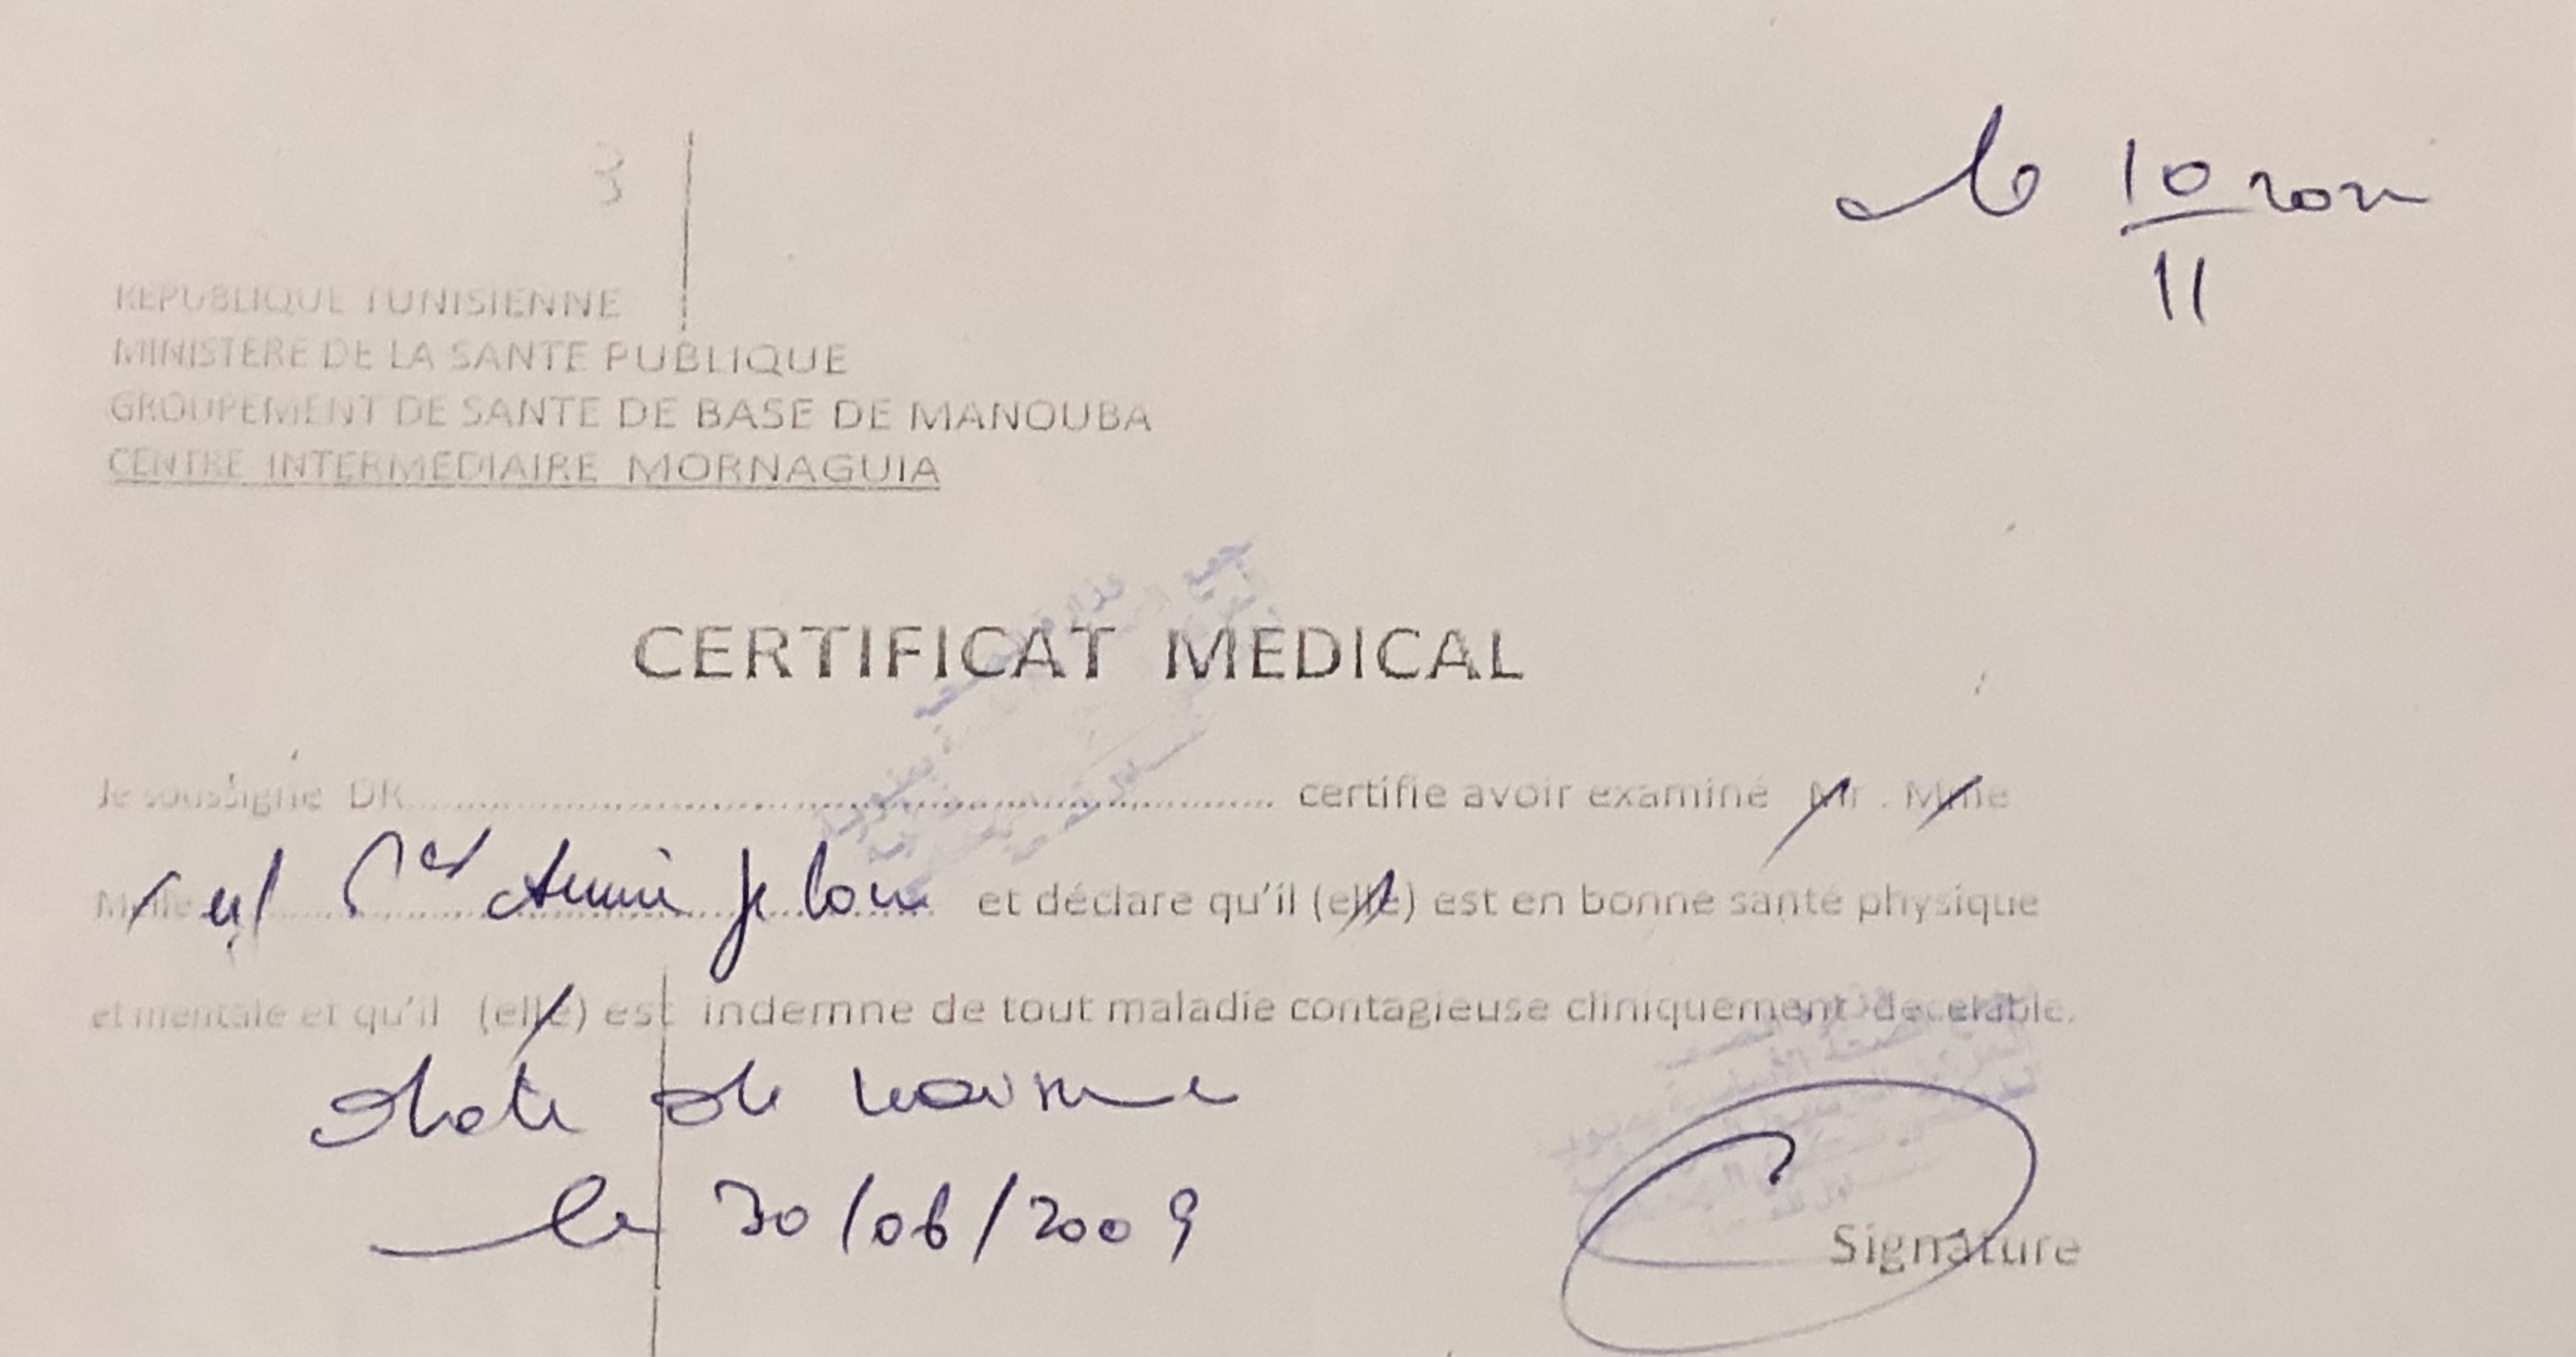 le 10/11
REPUBLIQUE TUNISIENNE
MINISTERE DE LA SANTE PUBLIQUE
GROUPEMENT DE SANTE DE BASE DE MANOUBA
CENTRE INTERMEDIAIRE MORNAGUIA
CERTIFICAT MEDICAL
Je soussigne DR................ certifie avoir examiné Mr . Mme
Mlle ................ et déclare qu'il (elle) est en bonne santé physique
et mentale et qu'il (elle) est indemne de tout maladie contagieuse cliniquement decelable.
Date de
le 30/06/2009
Signature